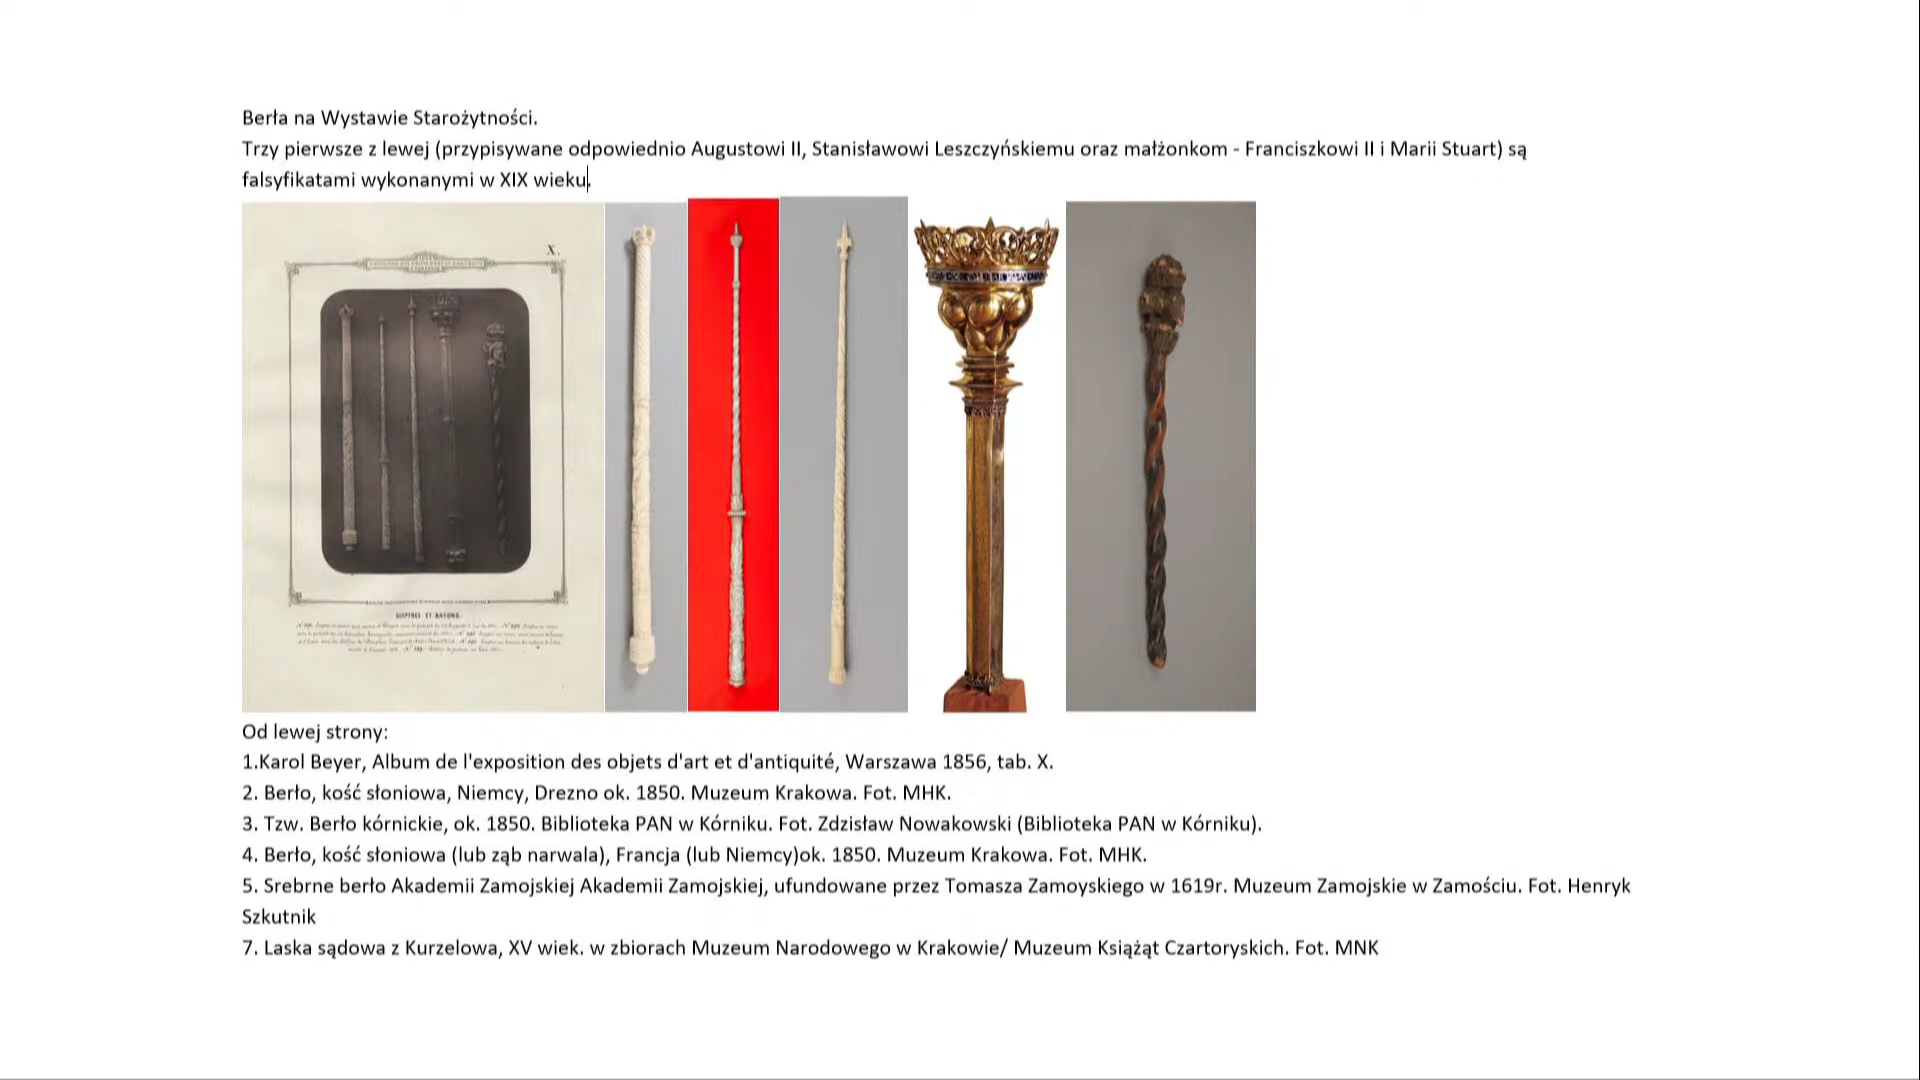 Berła na Wystawie Starożytności.
Trzy pierwsze z lewej (przypisywane odpowiednio Augustowi II, Stanisławowi Leszczyńskiemu oraz małżonkom - Franciszkowi II i Marii Stuart) są
falsyfikatami wykonanymi w XIX wieku.
X.
SCEPTRES ET BATONS.
Od lewej strony:
1.Karol Beyer, Album de l'exposition des objets d'art et d'antiquité, Warszawa 1856, tab. X.
2. Berło, kość słoniowa, Niemcy, Drezno ok. 1850. Muzeum Krakowa. Fot. MHK.
3. Tzw. Berło kórnickie, ok. 1850. Biblioteka PAN w Kórniku. Fot. Zdzisław Nowakowski (Biblioteka PAN w Kórniku).
4. Berło, kość słoniowa (lub ząb narwala), Francja (lub Niemcy)ok. 1850. Muzeum Krakowa. Fot. MHK.
5. Srebrne berło Akademii Zamojskiej Akademii Zamojskiej, ufundowane przez Tomasza Zamoyskiego w 1619r. Muzeum Zamojskie w Zamościu. Fot. Henryk
Szkutnik
7. Laska sądowa z Kurzelowa, XV wiek. w zbiorach Muzeum Narodowego w Krakowie/ Muzeum Książąt Czartoryskich. Fot. MNK